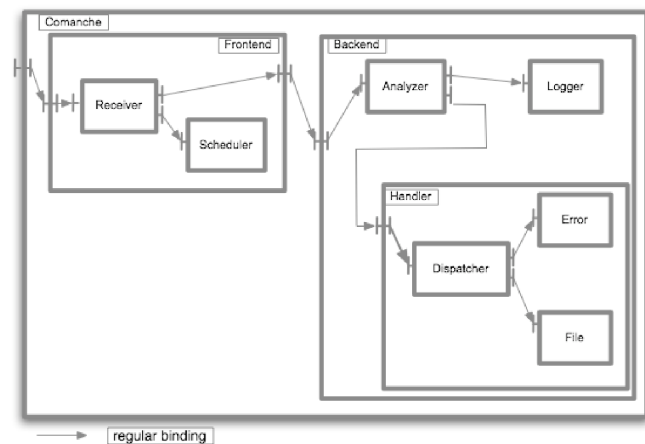 Comanche
Frontend
Backend
Receiver
Scheduler
Analyzer
Logger
Handler
Dispatcher
Error
File
regular binding